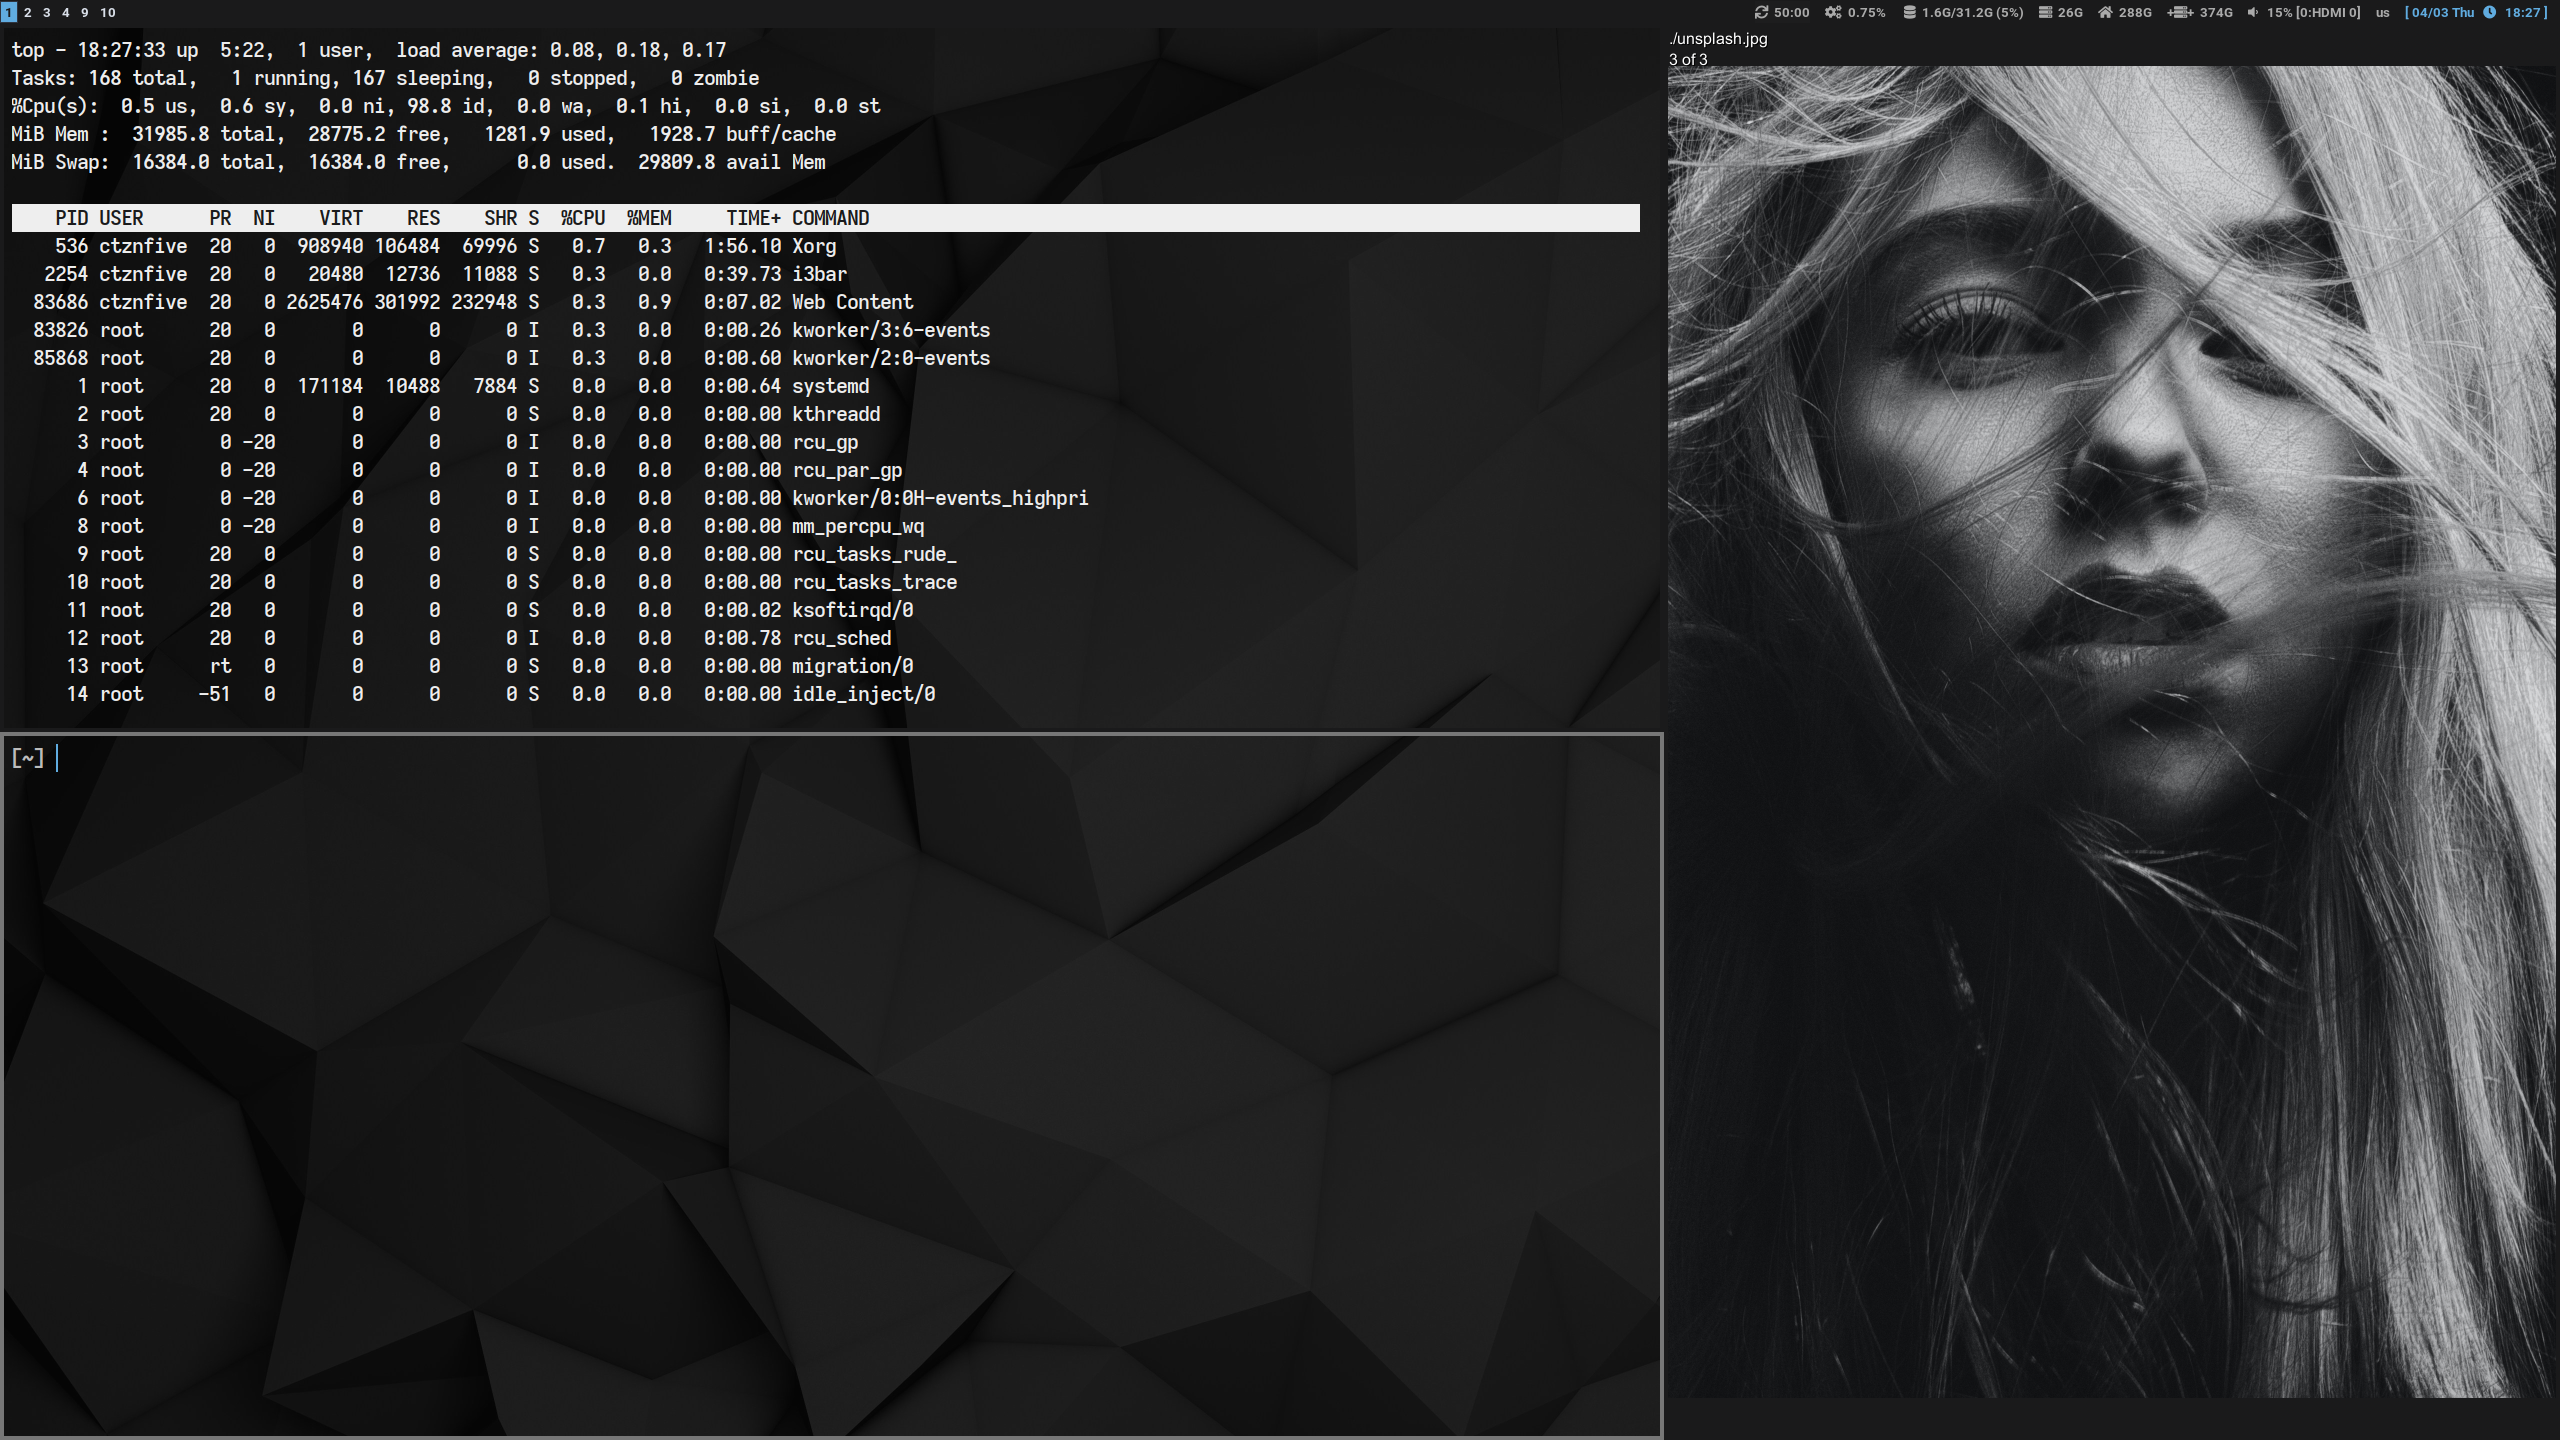 1 2 3 4 9 10 50:00 0.75% 1.6G/31.2G (5%) 26G 288G 374G 15% [0:HDMI 0] us [ 04/03 Thu 18:27 ]
top - 18:27:33 up  5:22,  1 user,  load average: 0.08, 0.18, 0.17
Tasks: 168 total,   1 running, 167 sleeping,   0 stopped,   0 zombie
%Cpu(s):  0.5 us,  0.6 sy,  0.0 ni, 98.8 id,  0.0 wa,  0.1 hi,  0.0 si,  0.0 st
MiB Mem :  31985.8 total,  28775.2 free,   1281.9 used,   1928.7 buff/cache
MiB Swap:  16384.0 total,  16384.0 free,      0.0 used.  29809.8 avail Mem
PID USER      PR  NI    VIRT    RES    SHR S  %CPU  %MEM     TIME+ COMMAND
536 ctznfive  20   0  908940 106484  69996 S   0.7   0.3   1:56.10 Xorg
2254 ctznfive  20   0   20480  12736  11088 S   0.3   0.0   0:39.73 i3bar
83686 ctznfive  20   0 2625476 301992 232948 S   0.3   0.9   0:07.02 Web Content
83826 root      20   0       0      0      0 I   0.3   0.0   0:00.26 kworker/3:6-events
85868 root      20   0       0      0      0 I   0.3   0.0   0:00.60 kworker/2:0-events
1 root      20   0  171184  10488   7884 S   0.0   0.0   0:00.64 systemd
2 root      20   0       0      0      0 S   0.0   0.0   0:00.00 kthreadd
3 root       0 -20       0      0      0 I   0.0   0.0   0:00.00 rcu_gp
4 root       0 -20       0      0      0 I   0.0   0.0   0:00.00 rcu_par_gp
6 root       0 -20       0      0      0 I   0.0   0.0   0:00.00 kworker/0:0H-events_highpri
8 root       0 -20       0      0      0 I   0.0   0.0   0:00.00 mm_percpu_wq
9 root      20   0       0      0      0 S   0.0   0.0   0:00.00 rcu_tasks_rude_
10 root      20   0       0      0      0 S   0.0   0.0   0:00.00 rcu_tasks_trace
11 root      20   0       0      0      0 S   0.0   0.0   0:00.02 ksoftirqd/0
12 root      20   0       0      0      0 I   0.0   0.0   0:00.78 rcu_sched
13 root      rt   0       0      0      0 S   0.0   0.0   0:00.00 migration/0
14 root     -51   0       0      0      0 S   0.0   0.0   0:00.00 idle_inject/0
[~]
./unsplash.jpg
3 of 3